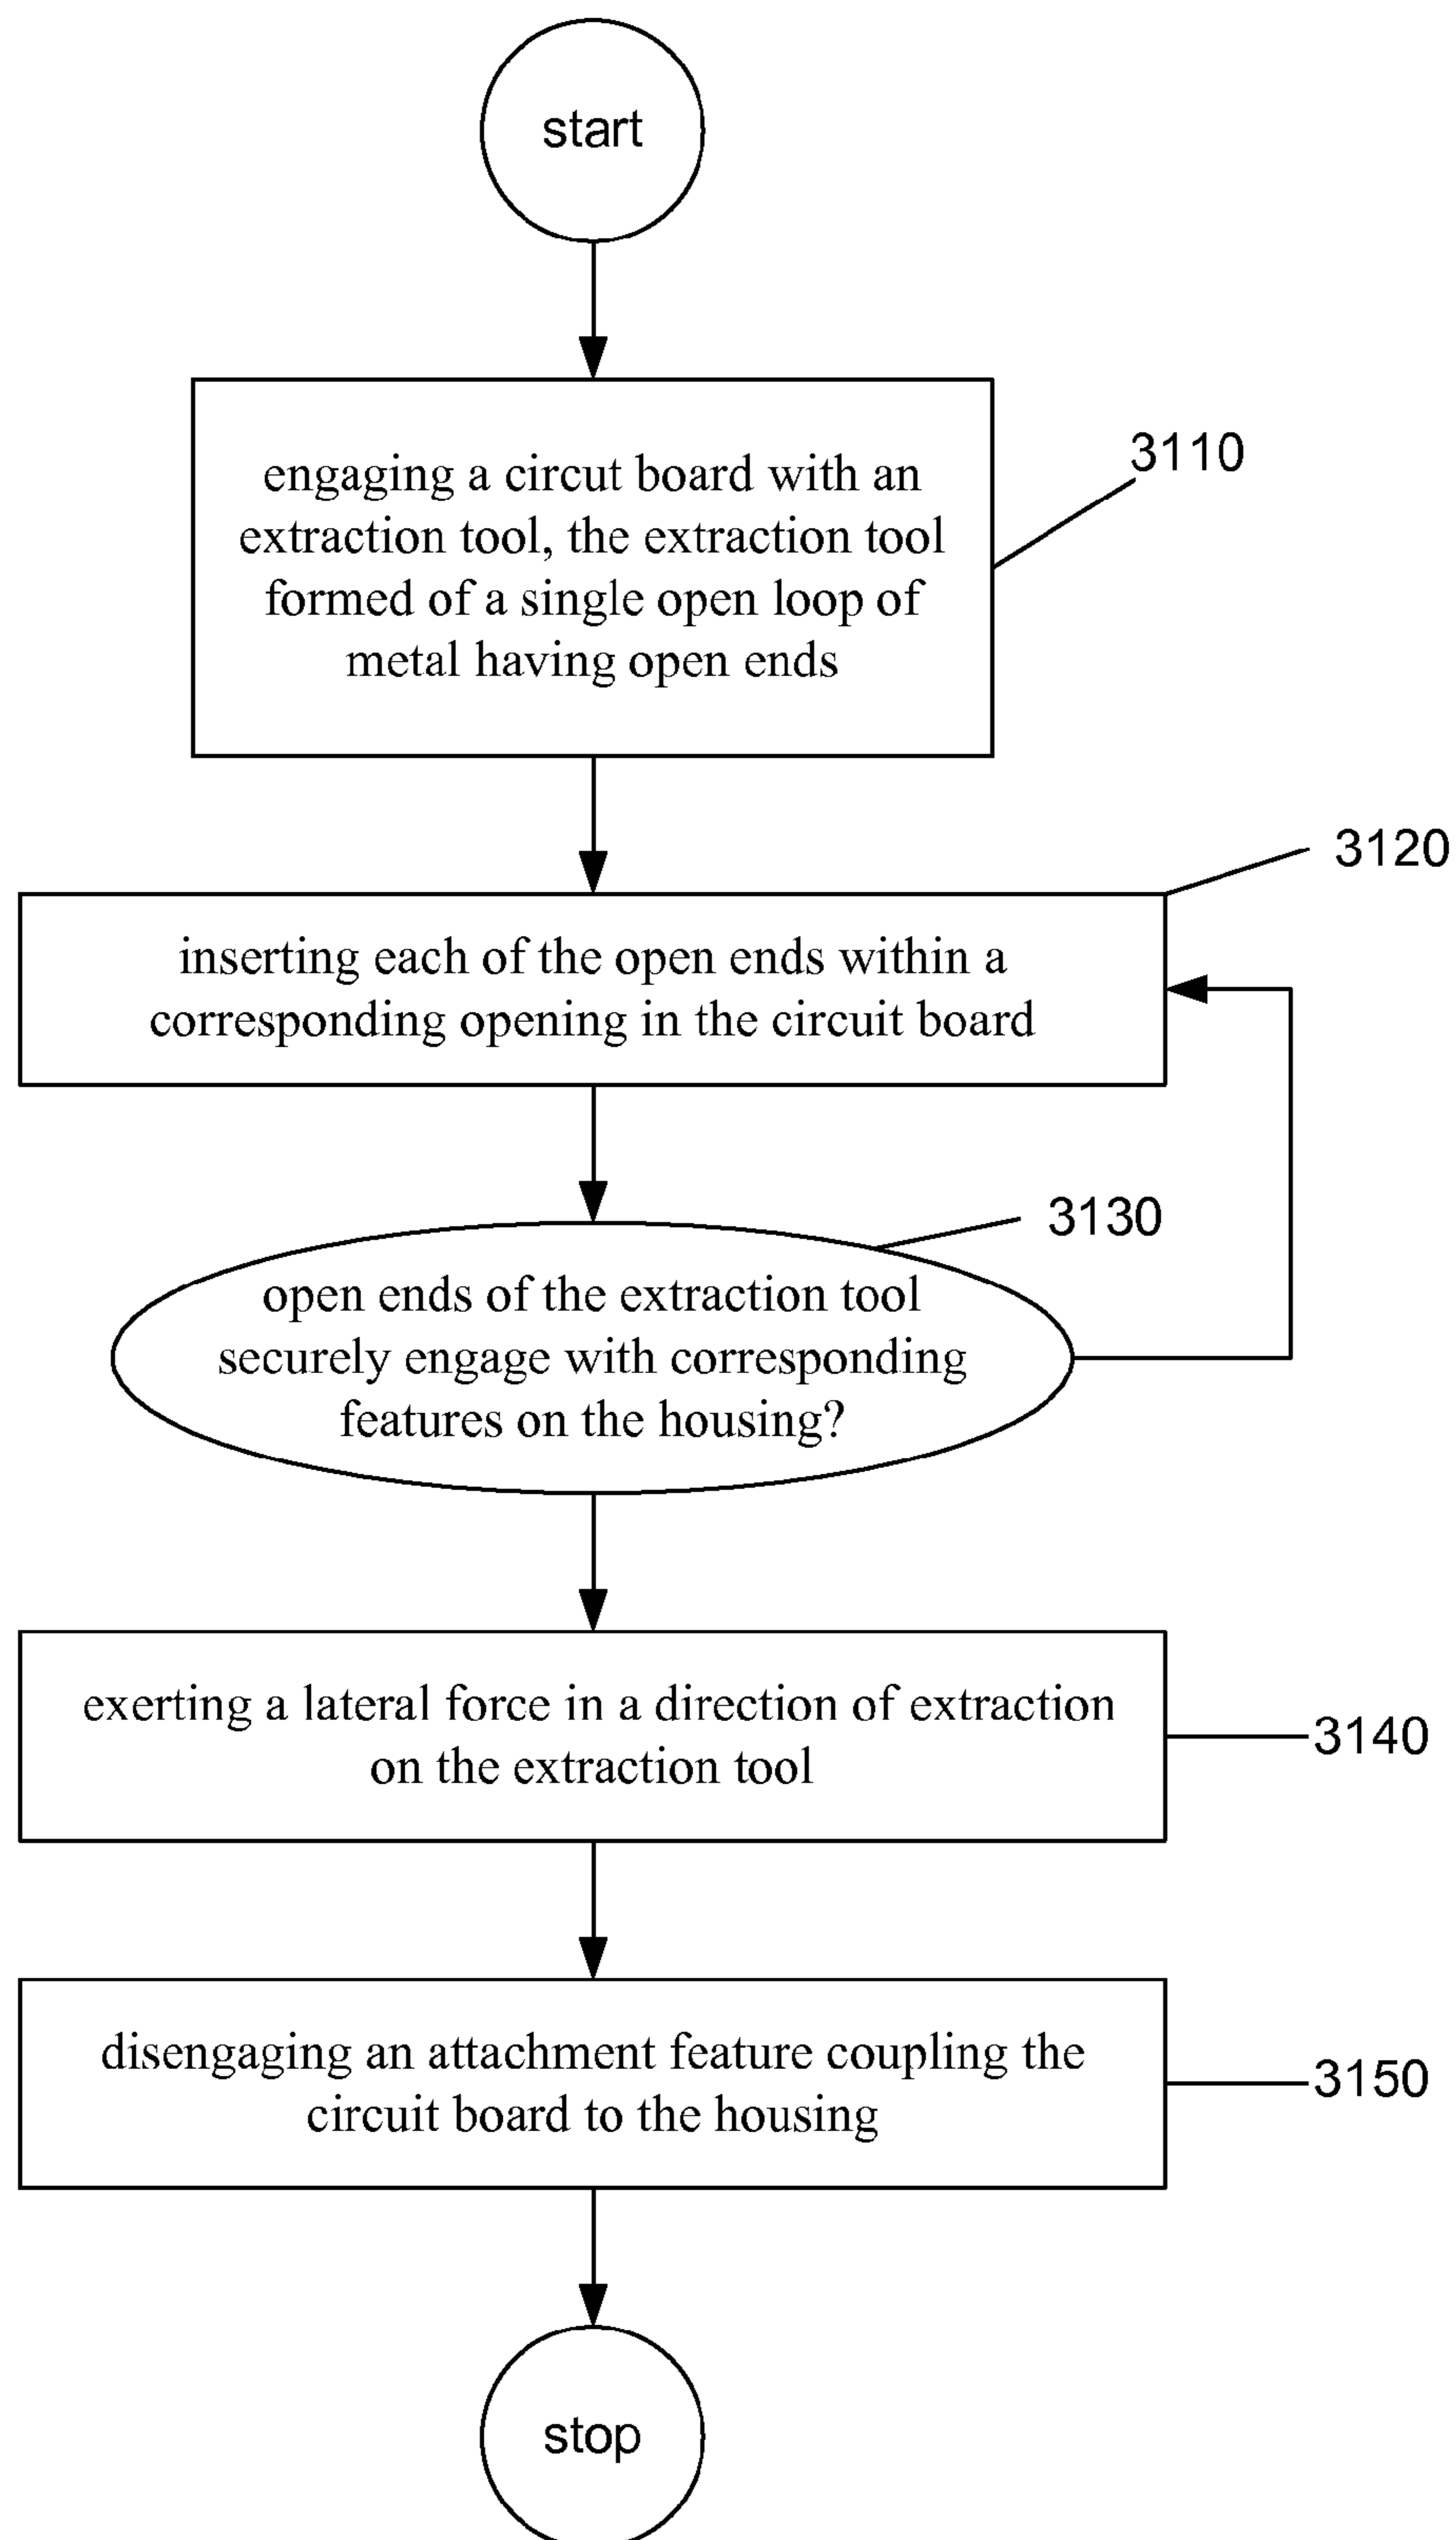 start
engaging a circut board with an
extraction tool, the extraction tool
formed of a single open loop of
metal having open ends
3110
3120
inserting each of the open ends within a
corresponding opening in the circuit board
3130
open ends of the extraction tool
securely engage with corresponding
features on the housing?
exerting a lateral force in a direction of extraction
on the extraction tool
3140
disengaging an attachment feature coupling the
circuit board to the housing
3150
stop